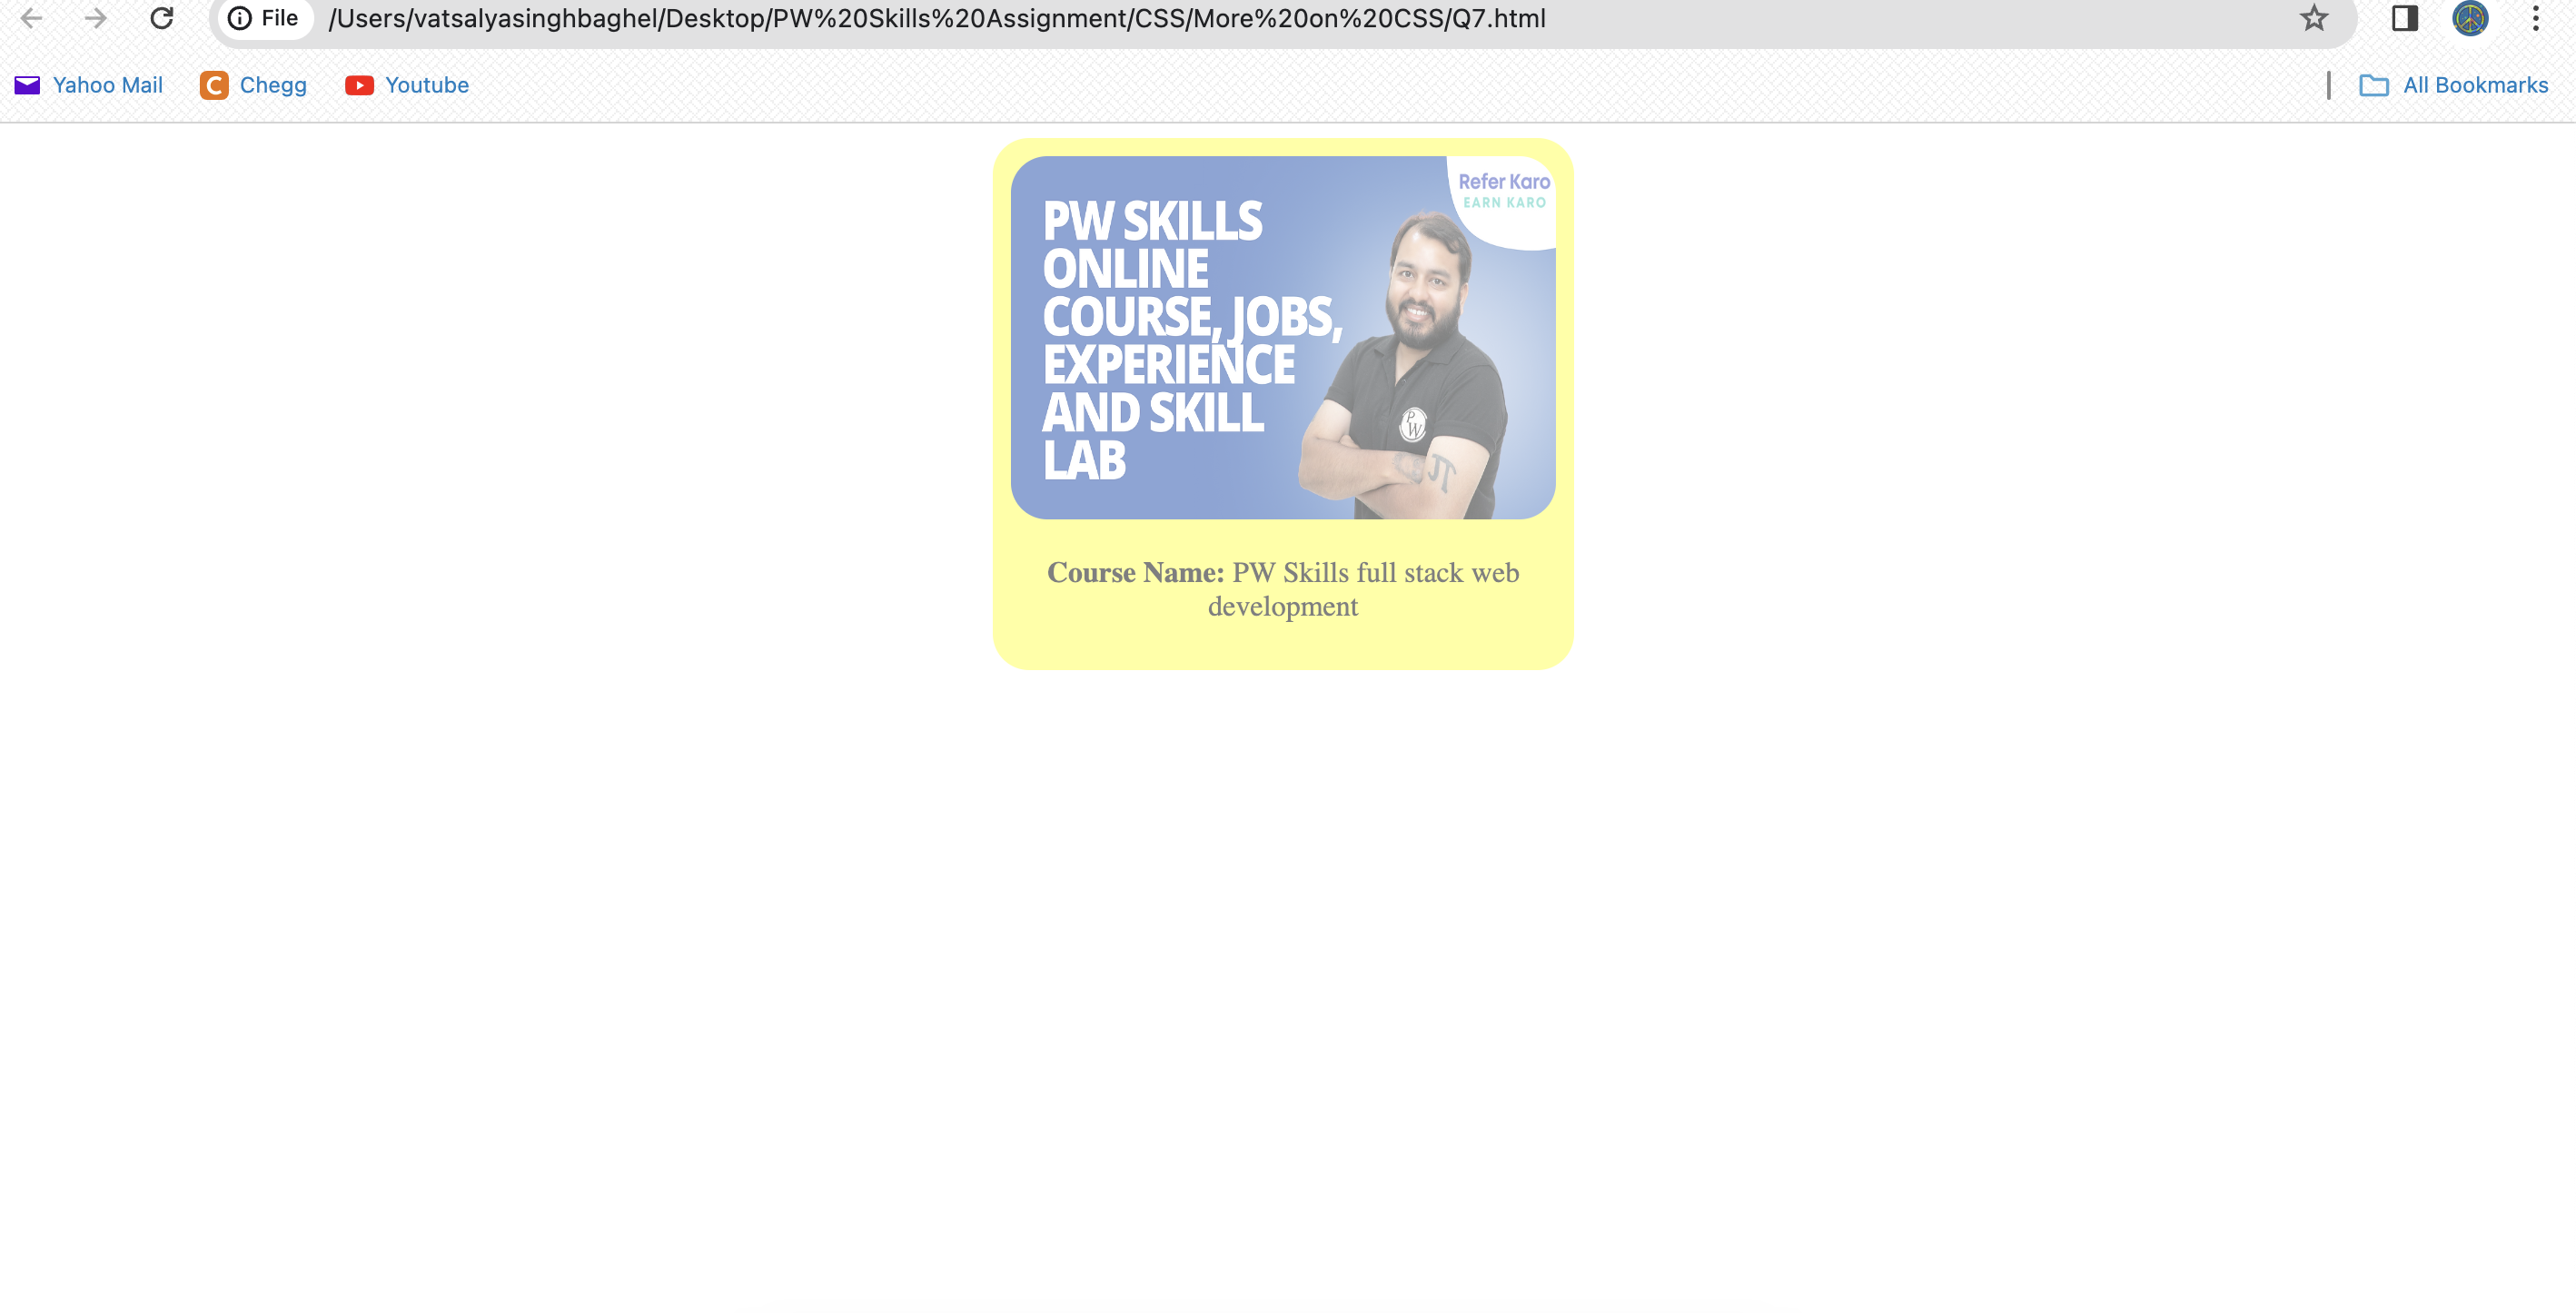 File /Users/vatsalyasinghbaghel/Desktop/PW%20Skills%20Assignment/CSS/More%20on%20CSS/Q7.html
Yahoo Mail Chegg Youtube All Bookmarks
Refer Karo
EARN KARO
PW SKILLS
ONLINE
COURSE, JOBS,
EXPERIENCE
AND SKILL
LAB
P
W
Course Name: PW Skills full stack web
development